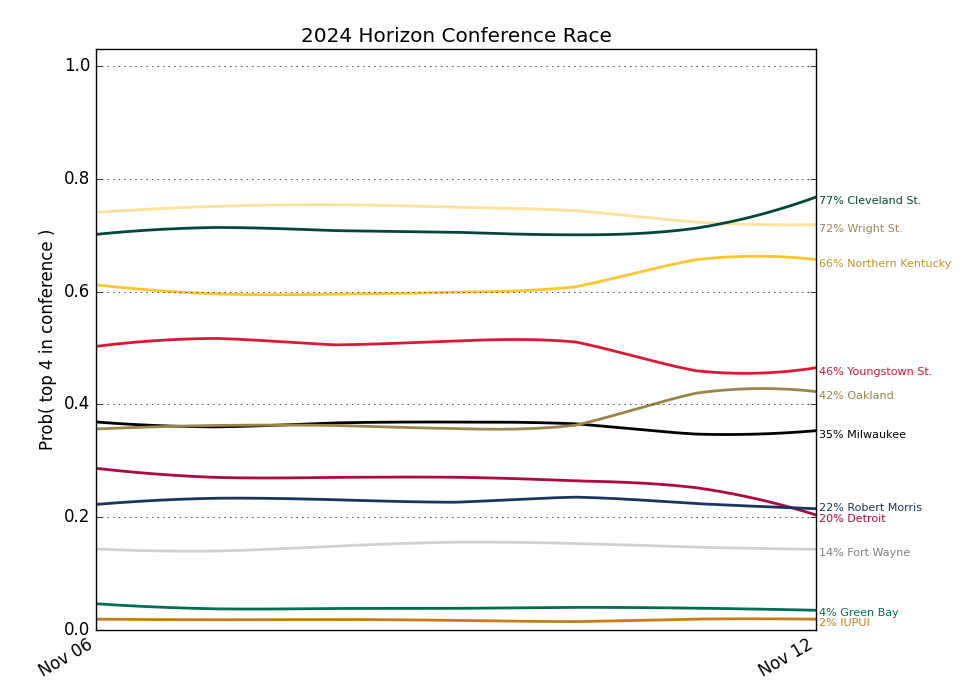 2024 Horizon Conference Race
Prob( top 4 in conference )
1.0
0.8
0.6
0.4
0.2
0.0
Nov 06
Nov 12
77% Cleveland St.
72% Wright St.
66% Northern Kentucky
46% Youngstown St.
42% Oakland
35% Milwaukee
22% Robert Morris
20% Detroit
14% Fort Wayne
4% Green Bay
2% IUPUI